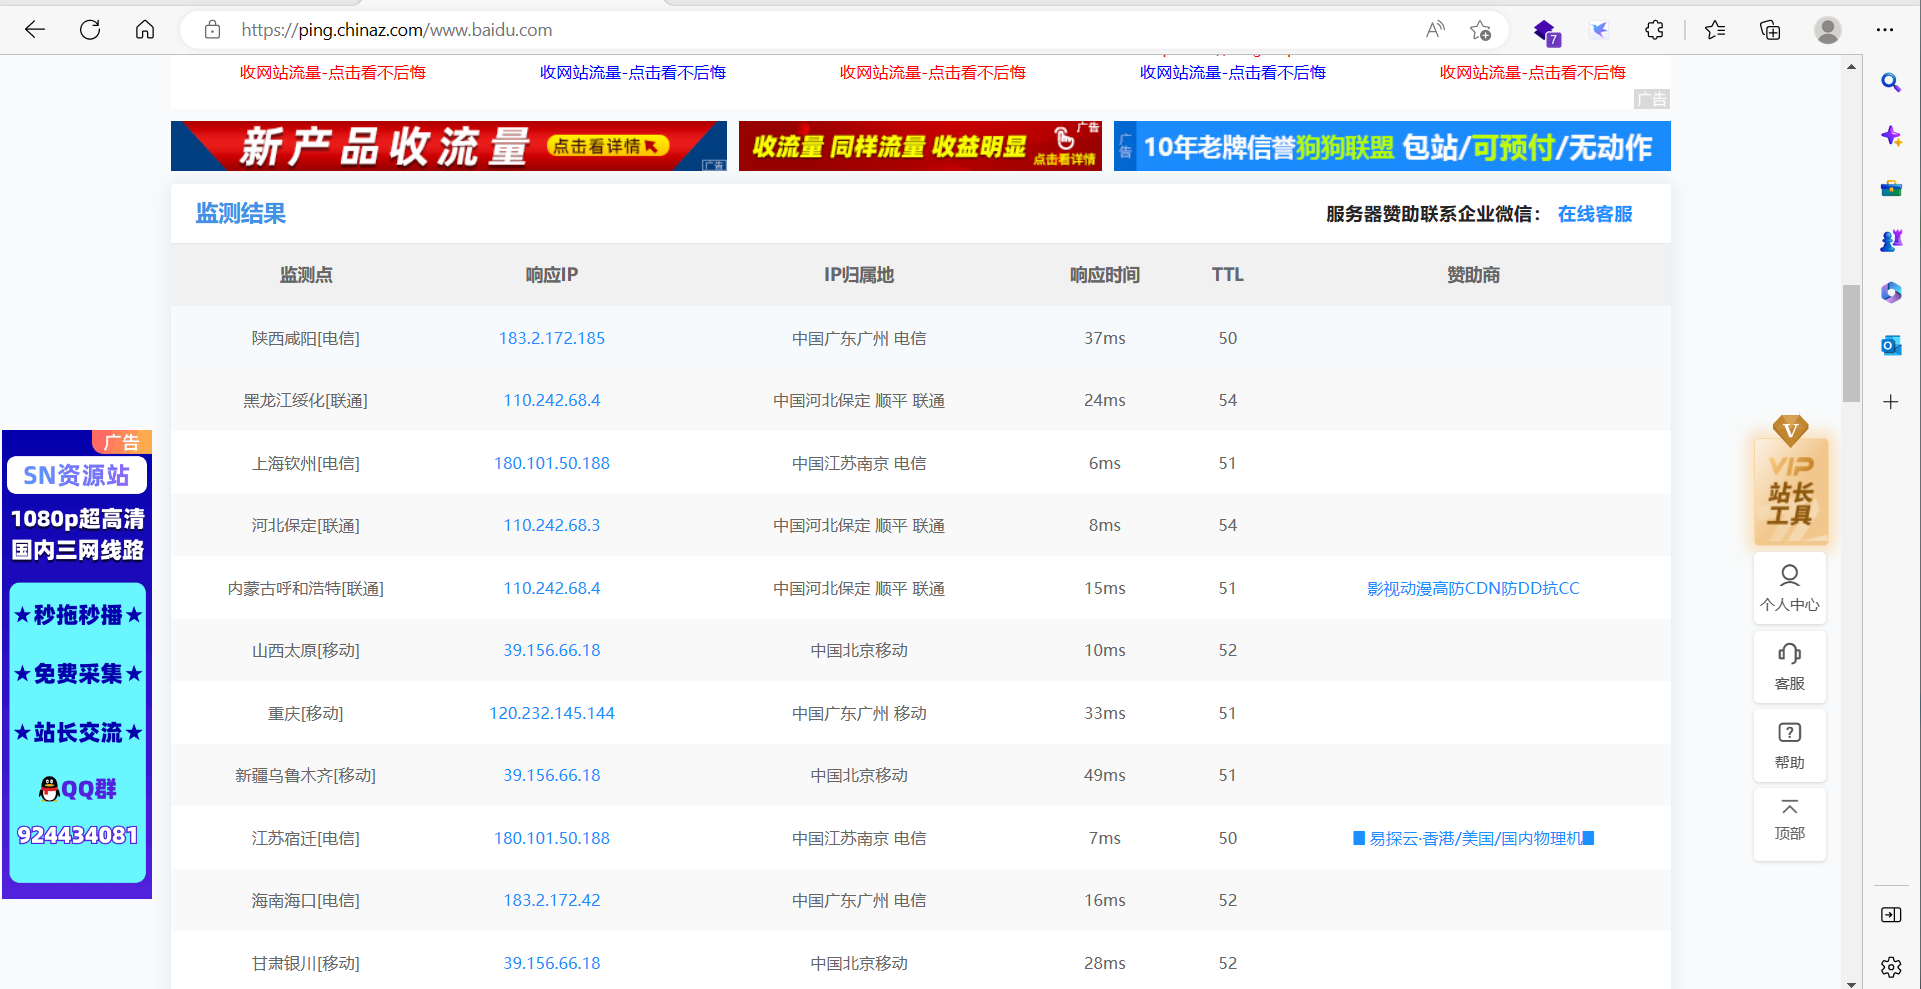 https://ping.chinaz.com/www.baidu.com
7
收网站流量-点击看不后悔 收网站流量-点击看不后悔 收网站流量-点击看不后悔 收网站流量-点击看不后悔 收网站流量-点击看不后悔
广告
新产品收流量 点击看详情 广告
收流量 同样流量 收益明显 点击看详情 广告
广告 10年老牌信誉狗狗联盟 包站/可预付/无动作
监测结果 服务器赞助联系企业微信： 在线客服
监测点 响应IP IP归属地 响应时间 TTL 赞助商
陕西咸阳[电信] 183.2.172.185 中国广东广州 电信 37ms 50
黑龙江绥化[联通] 110.242.68.4 中国河北保定 顺平 联通 24ms 54
上海钦州[电信] 180.101.50.188 中国江苏南京 电信 6ms 51
河北保定[联通] 110.242.68.3 中国河北保定 顺平 联通 8ms 54
内蒙古呼和浩特[联通] 110.242.68.4 中国河北保定 顺平 联通 15ms 51 影视动漫高防CDN防DD抗CC
山西太原[移动] 39.156.66.18 中国北京移动 10ms 52
重庆[移动] 120.232.145.144 中国广东广州 移动 33ms 51
新疆乌鲁木齐[移动] 39.156.66.18 中国北京移动 49ms 51
江苏宿迁[电信] 180.101.50.188 中国江苏南京 电信 7ms 50 █ 易探云·香港/美国/国内物理机█
海南海口[电信] 183.2.172.42 中国广东广州 电信 16ms 52
甘肃银川[移动] 39.156.66.18 中国北京移动 28ms 52
广告
SN资源站
1080p超高清
国内三网线路
★秒拖秒播★
★免费采集★
★站长交流★
QQ群
924434081
V
VIP
站长
工具
个人中心
客服
帮助
顶部